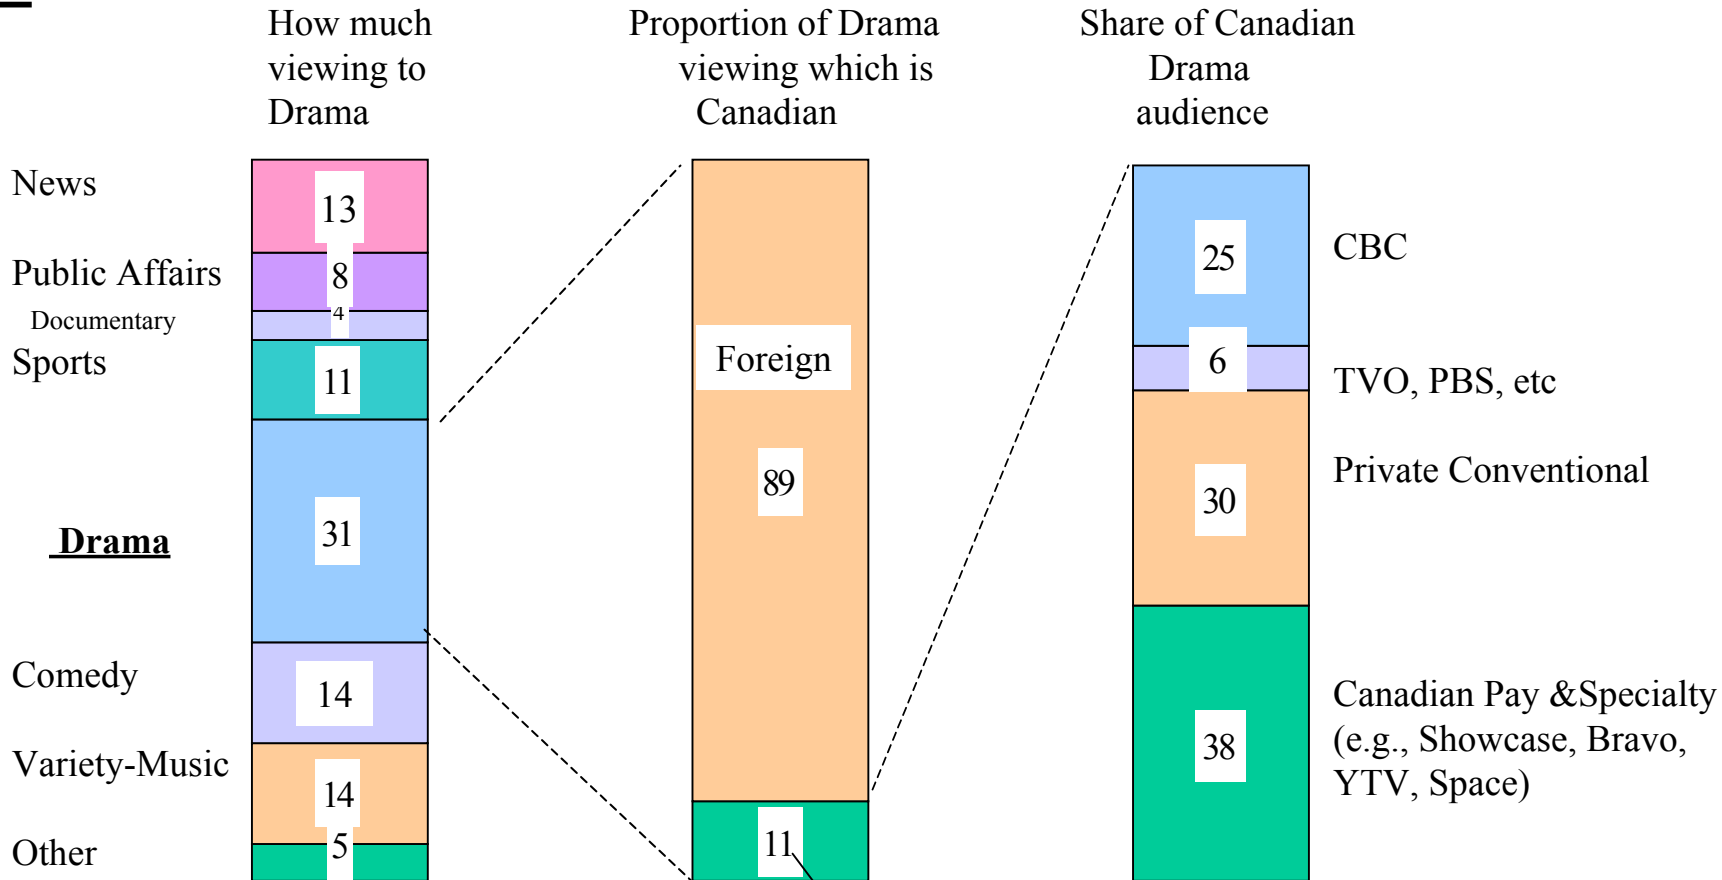 How much
viewing to
Drama
Proportion of Drama
viewing which is
Canadian
Share of Canadian
Drama
audience
News
13
Public Affairs
8
Documentary
4
Sports
11
Drama
31
Comedy
14
Variety-Music
14
Other
5
Foreign
89
11
25
CBC
6
TVO, PBS, etc
30
Private Conventional
38
Canadian Pay &Specialty
(e.g., Showcase, Bravo,
YTV, Space)